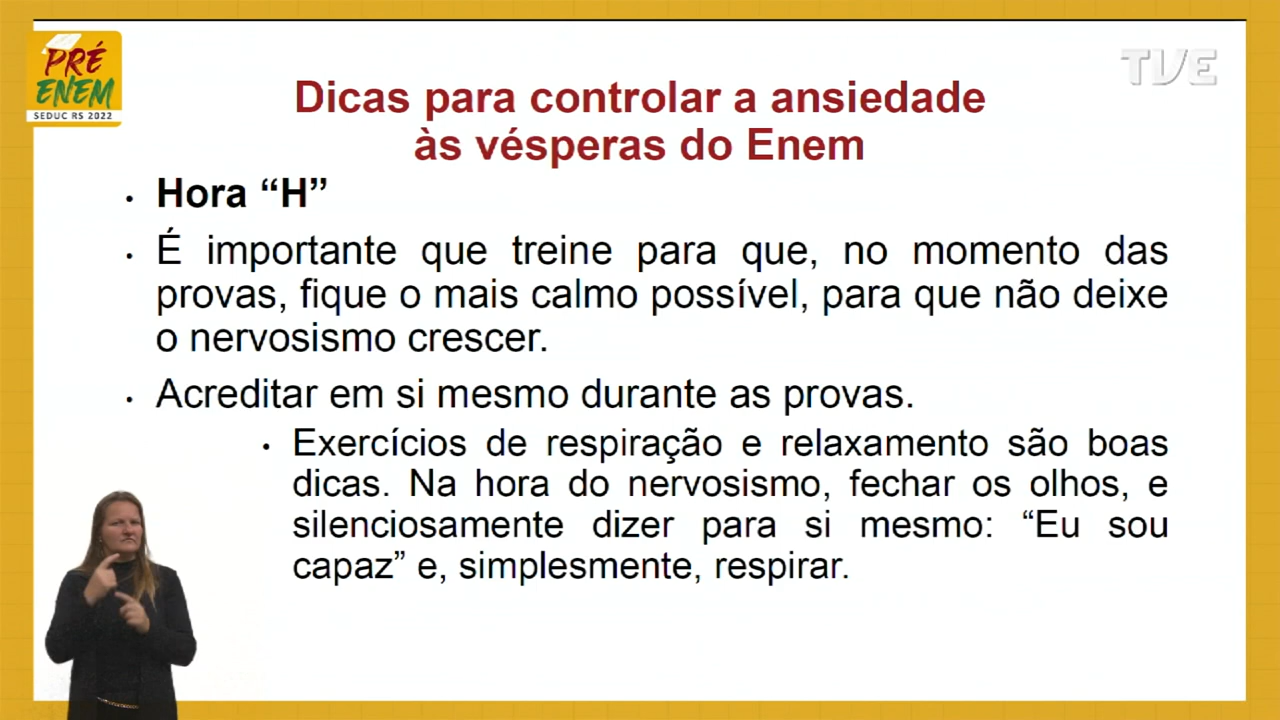 PRÉ
ENEM
SEDUC RS 2022
TVE
Dicas para controlar a ansiedade
às vésperas do Enem
• Hora “H”
• É importante que treine para que, no momento das
provas, fique o mais calmo possível, para que não deixe
o nervosismo crescer.
• Acreditar em si mesmo durante as provas.
• Exercícios de respiração e relaxamento são boas
dicas. Na hora do nervosismo, fechar os olhos, e
silenciosamente dizer para si mesmo: “Eu sou
capaz” e, simplesmente, respirar.